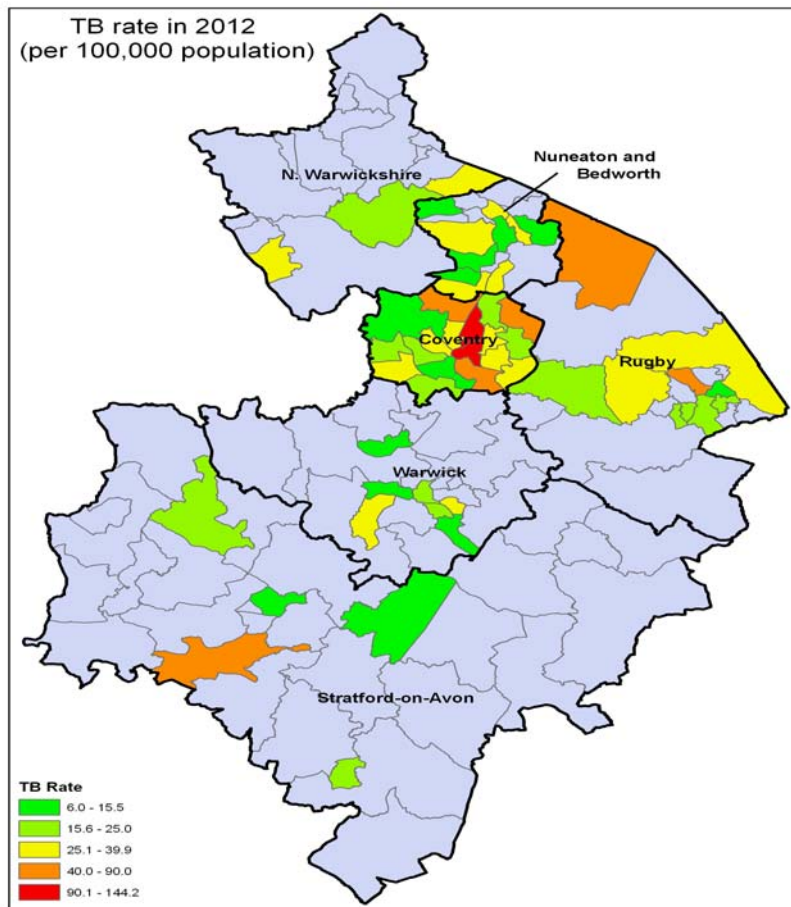 TB rate in 2012
(per 100,000 population)
Nuneaton and
Bedworth
N. Warwickshire
Coventry
Rugby
Warwick
Stratford-on-Avon
TB Rate
6.0 - 15.5
15.6 - 25.0
25.1 - 39.9
40.0 - 90.0
90.1 - 144.2